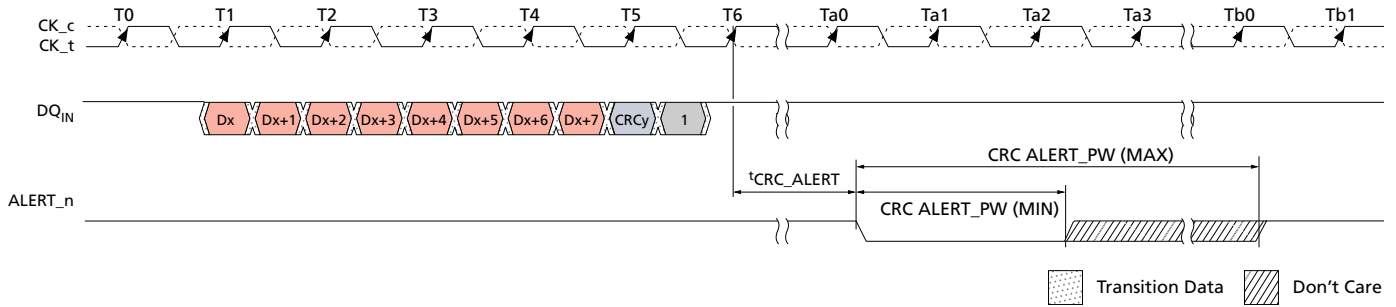 T0 T1 T2 T3 T4 T5 T6 Ta0 Ta1 Ta2 Ta3 Tb0 Tb1
CK_c
CK_t
DQIN
Dx Dx+1 Dx+2 Dx+3 Dx+4 Dx+5 Dx+6 Dx+7 CRCy 1
CRC ALERT_PW (MAX)
tCRC_ALERT
ALERT_n
CRC ALERT_PW (MIN)
Transition Data Don't Care